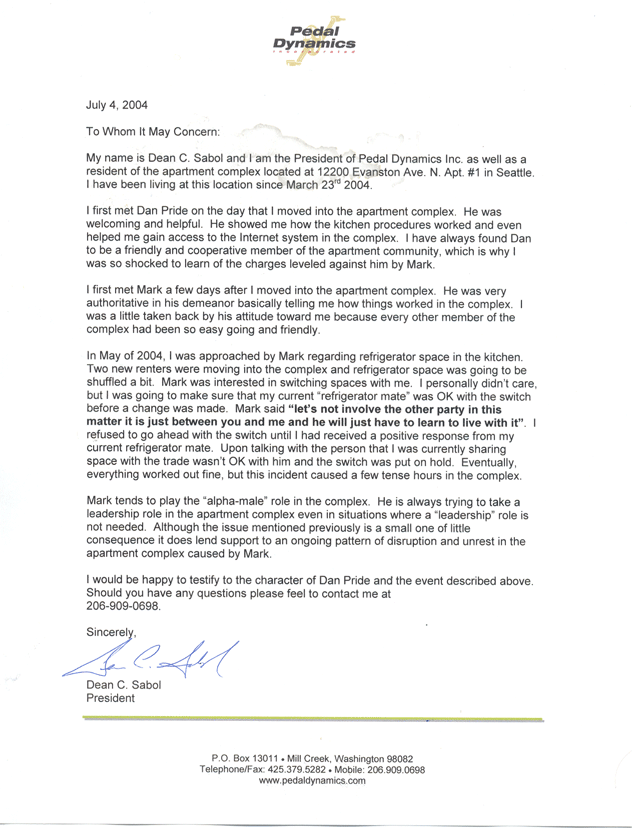 Pedal
Dynamics
incorporated
July 4, 2004
To Whom It May Concern:
My name is Dean C. Sabol and I am the President of Pedal Dynamics Inc. as well as a
resident of the apartment complex located at 12200 Evanston Ave. N. Apt. #1 in Seattle.
I have been living at this location since March 23rd 2004.
I first met Dan Pride on the day that I moved into the apartment complex.  He was
welcoming and helpful.  He showed me how the kitchen procedures worked and even
helped me gain access to the Internet system in the complex.  I have always found Dan
to be a friendly and cooperative member of the apartment community, which is why I
was so shocked to learn of the charges leveled against him by Mark.
I first met Mark a few days after I moved into the apartment complex.  He was very
authoritative in his demeanor basically telling me how things worked in the complex.  I
was a little taken back by his attitude toward me because every other member of the
complex had been so easy going and friendly.
In May of 2004, I was approached by Mark regarding refrigerator space in the kitchen.
Two new renters were moving into the complex and refrigerator space was going to be
shuffled a bit.  Mark was interested in switching spaces with me.  I personally didn't care,
but I was going to make sure that my current "refrigerator mate" was OK with the switch
before a change was made.  Mark said "let's not involve the other party in this
matter it is just between you and me and he will just have to learn to live with it".  I
refused to go ahead with the switch until I had received a positive response from my
current refrigerator mate.  Upon talking with the person that I was currently sharing
space with the trade wasn't OK with him and the switch was put on hold.  Eventually,
everything worked out fine, but this incident caused a few tense hours in the complex.
Mark tends to play the "alpha-male" role in the complex.  He is always trying to take a
leadership role in the apartment complex even in situations where a "leadership" role is
not needed.  Although the issue mentioned previously is a small one of little
consequence it does lend support to an ongoing pattern of disruption and unrest in the
apartment complex caused by Mark.
I would be happy to testify to the character of Dan Pride and the event described above.
Should you have any questions please feel to contact me at
206-909-0698.
Sincerely,
Dean C. Sabol
Dean C. Sabol
President
P.O. Box 13011 • Mill Creek, Washington 98082
Telephone/Fax: 425.379.5282 • Mobile: 206.909.0698
www.pedaldynamics.com